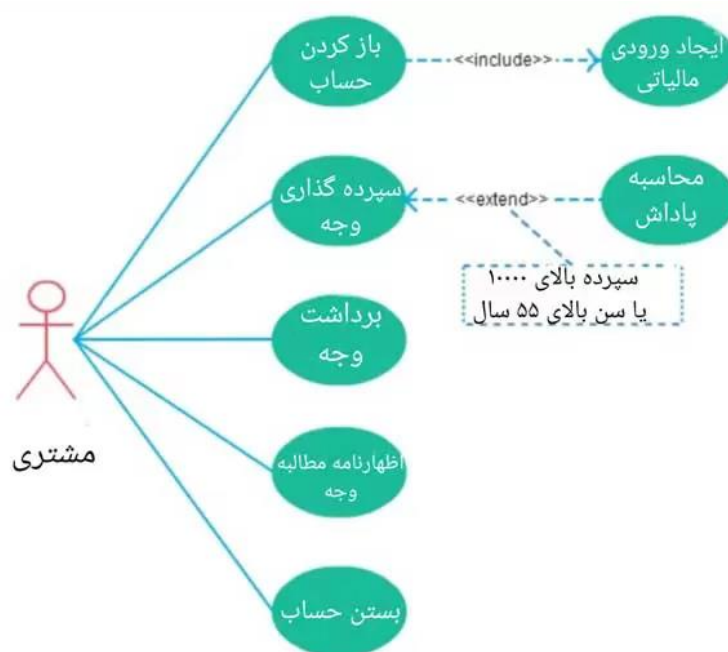 باز کردن
حساب
<<include>>
ایجاد ورودی
مالیاتی
سپرده گذاری
وجه
<<extend>>
محاسبه
پاداش
سپرده بالای ۱۰۰۰۰
یا سن بالای ۵۵ سال
برداشت
وجه
مشتری
اظهارنامه مطالبه
وجه
بستن حساب